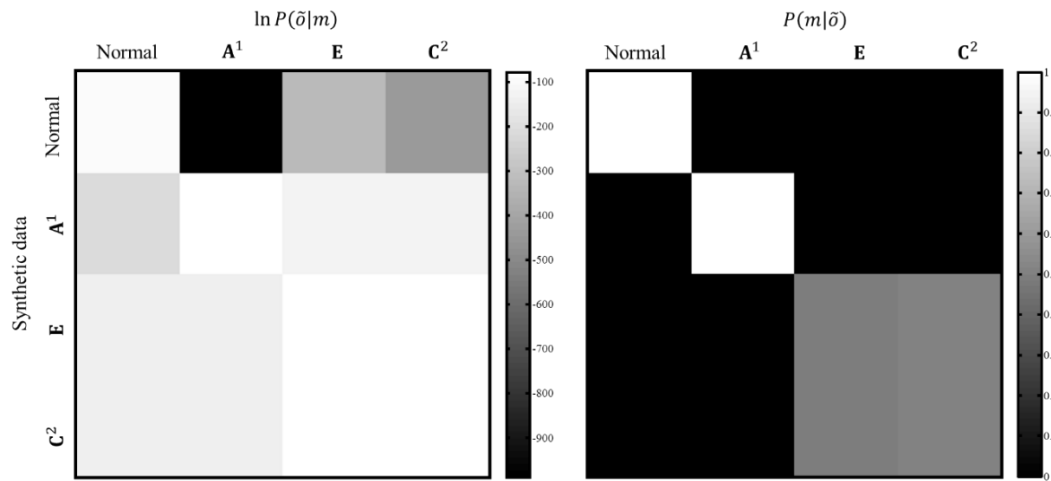 ln P(õ|m)
P(m|õ)
Normal A¹ E C²
Normal A¹ E C²
Synthetic data
Normal
A¹
E
C²
-100
-200
-300
-400
-500
-600
-700
-800
-900
1
0